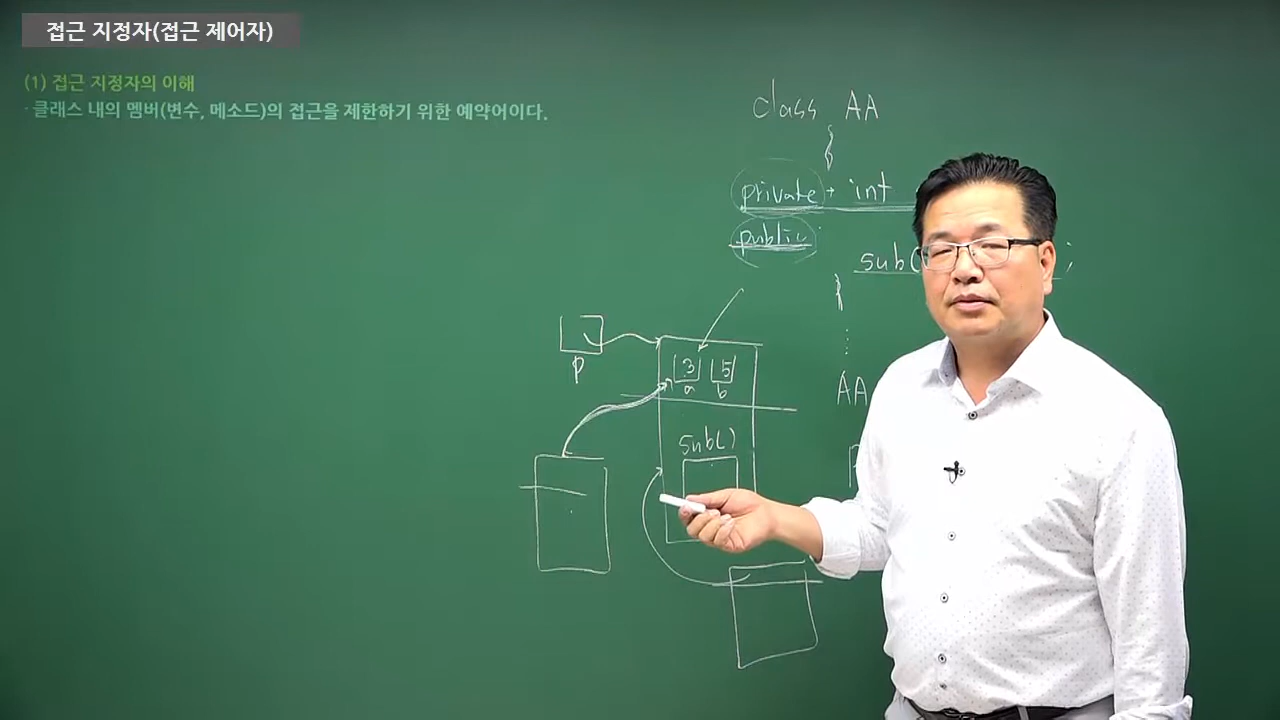 접근 지정자(접근 제어자)
(1) 접근 지정자의 이해
· 클래스 내의 멤버(변수, 메소드)의 접근을 제한하기 위한 예약어이다.
class AA
{
private int
public
sub( ;
{
3 5
a b
p
AA
sub()